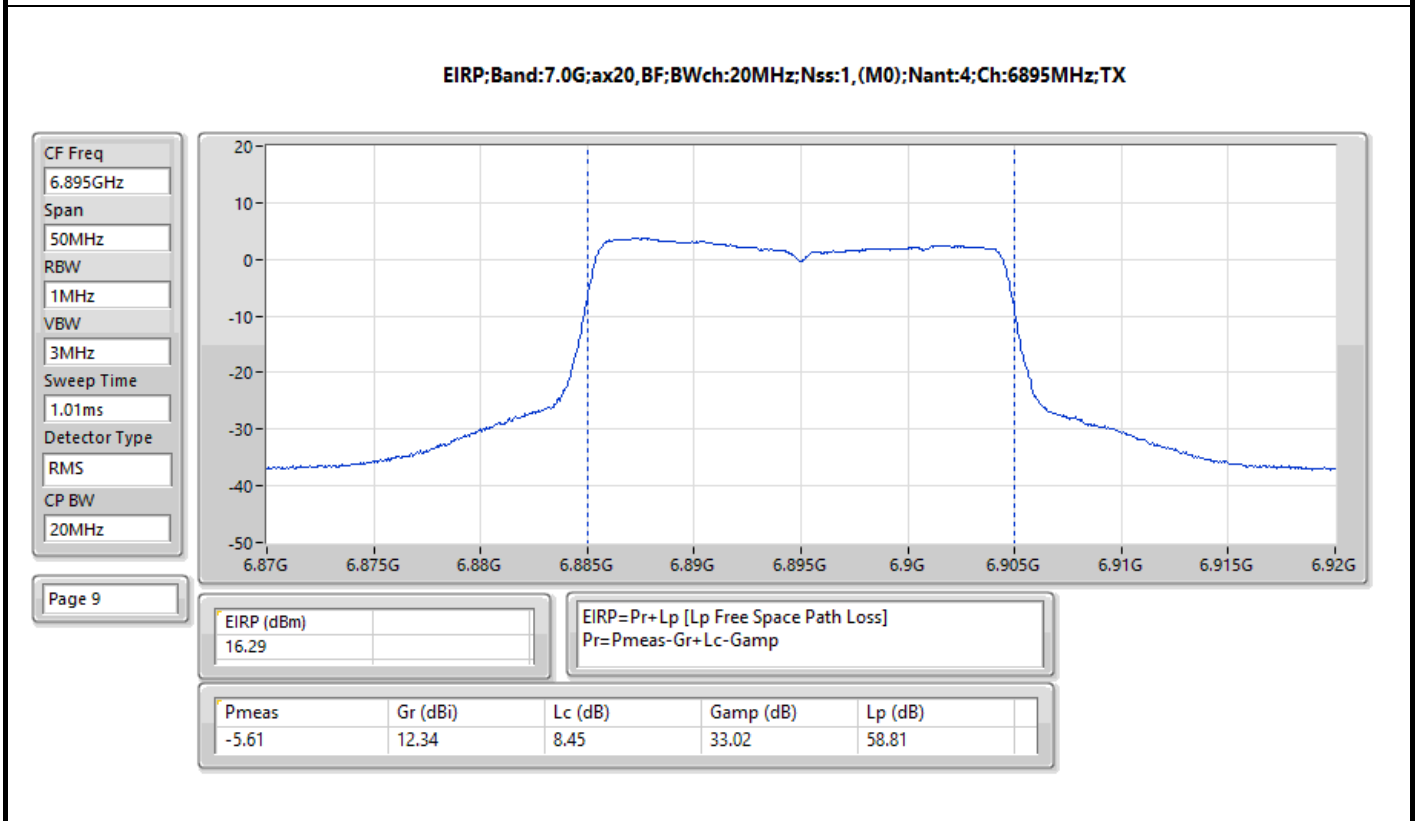 EIRP;Band:7.0G;ax20,BF;BWch:20MHz;Nss:1,(M0);Nant:4;Ch:6895MHz;TX
CF Freq
6.895GHz
Span
50MHz
RBW
1MHz
VBW
3MHz
Sweep Time
1.01ms
Detector Type
RMS
CP BW
20MHz
Page 9
20
10
0
-10
-20
-30
-40
-50
6.87G 6.875G 6.88G 6.885G 6.89G 6.895G 6.9G 6.905G 6.91G 6.915G 6.92G
EIRP (dBm)
16.29
EIRP=Pr+Lp [Lp Free Space Path Loss]
Pr=Pmeas-Gr+Lc-Gamp
Pmeas Gr (dBi) Lc (dB) Gamp (dB) Lp (dB)
-5.61 12.34 8.45 33.02 58.81